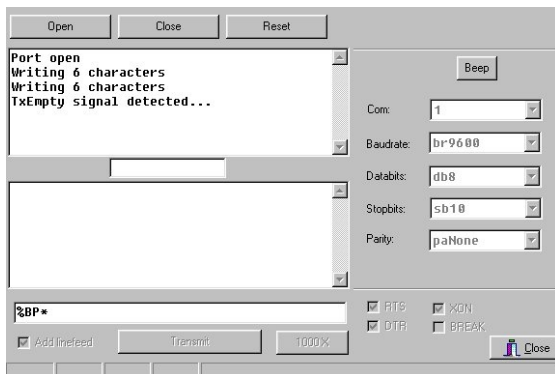 Open Close Reset
Port open
Writing 6 characters
Writing 6 characters
TxEmpty signal detected...
Beep
Com: 1
Baudrate: br9600
Databits: db8
Stopbits: sb10
Parity: paNone
%BP*
RTS XON
DTR BREAK
Add linefeed Transmit 1000X
Close